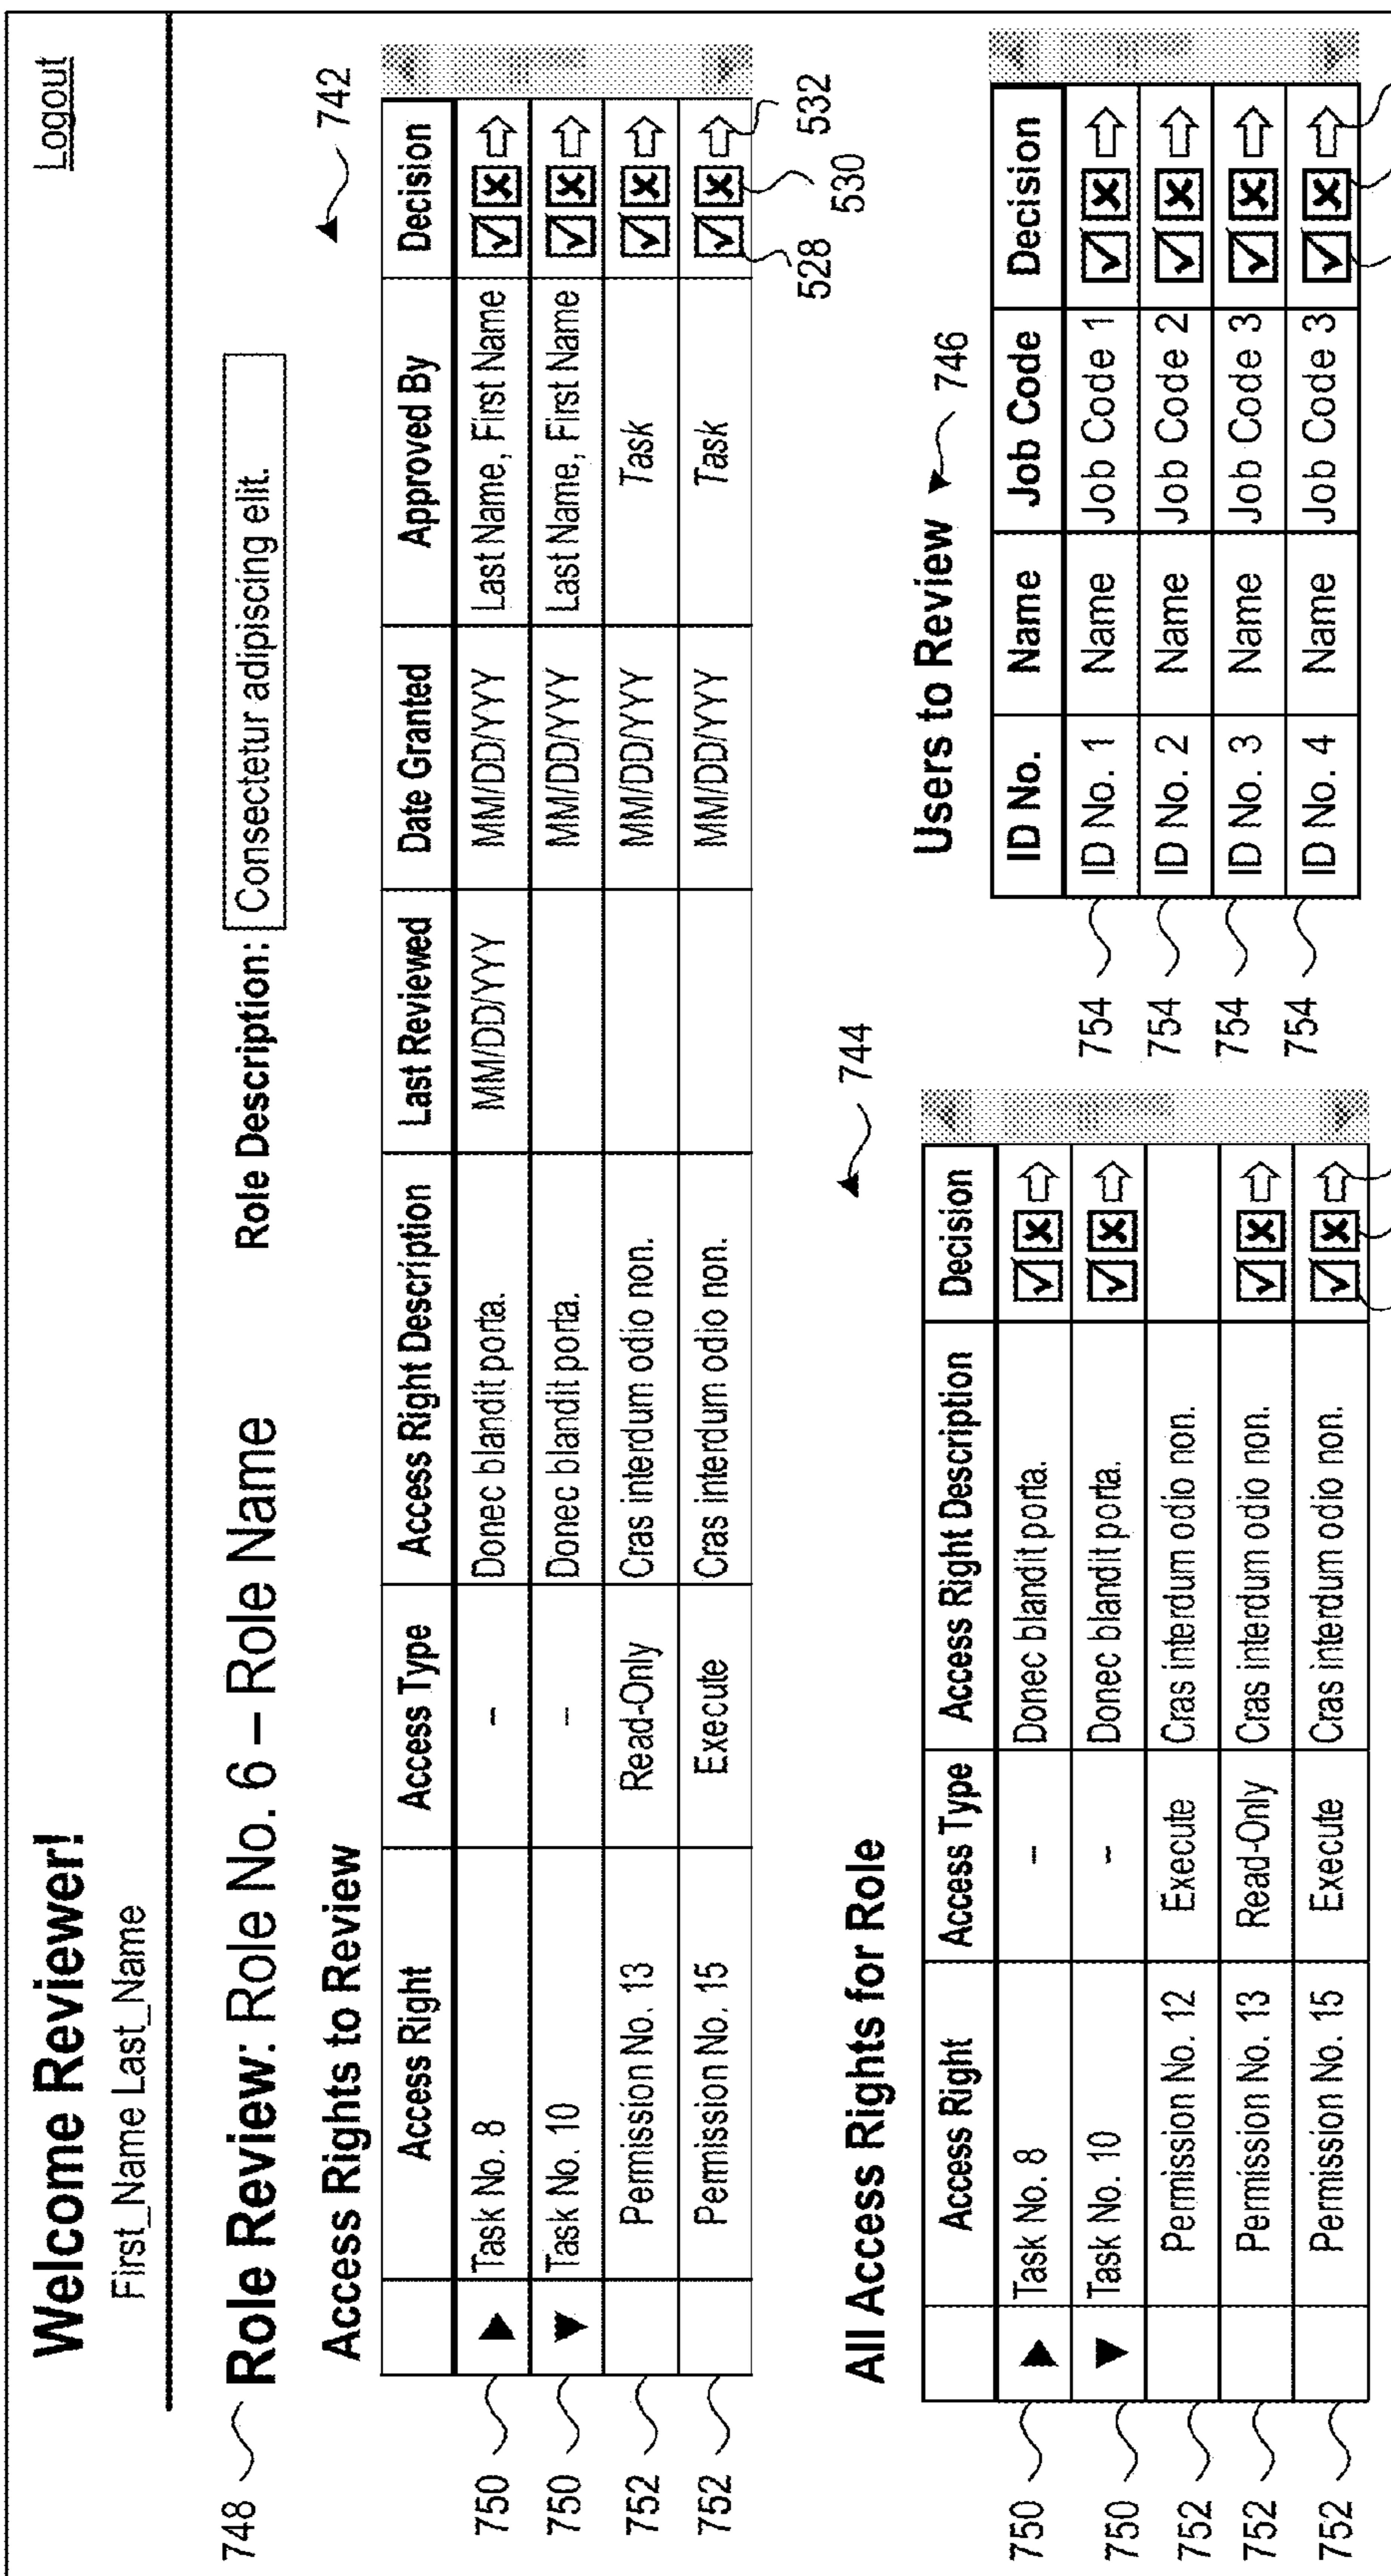 Welcome Reviewer!
Logout
First_Name Last_Name
748 Role Review: Role No. 6 – Role Name Role Description: Consectetur adipiscing elit.
Access Rights to Review 742
Access Right Access Type Access Right Description Last Reviewed Date Granted Approved By Decision
750 Task No. 8 – Donec blandit porta. MM/DD/YYY MM/DD/YYY Last Name, First Name
750 Task No. 10 – Donec blandit porta. MM/DD/YYY Last Name, First Name
752 Permission No. 13 Read-Only Cras interdum odio non. MM/DD/YYY Task
752 Permission No. 15 Execute Cras interdum odio non. MM/DD/YYY Task
528 530 532
All Access Rights for Role 744
Access Right Access Type Access Right Description Decision
750 Task No. 8 – Donec blandit porta.
750 Task No. 10 – Donec blandit porta.
752 Permission No. 12 Execute Cras interdum odio non.
752 Permission No. 13 Read-Only Cras interdum odio non.
752 Permission No. 15 Execute Cras interdum odio non.
Users to Review 746
ID No. Name Job Code Decision
754 ID No. 1 Name Job Code 1
754 ID No. 2 Name Job Code 2
754 ID No. 3 Name Job Code 3
754 ID No. 4 Name Job Code 3